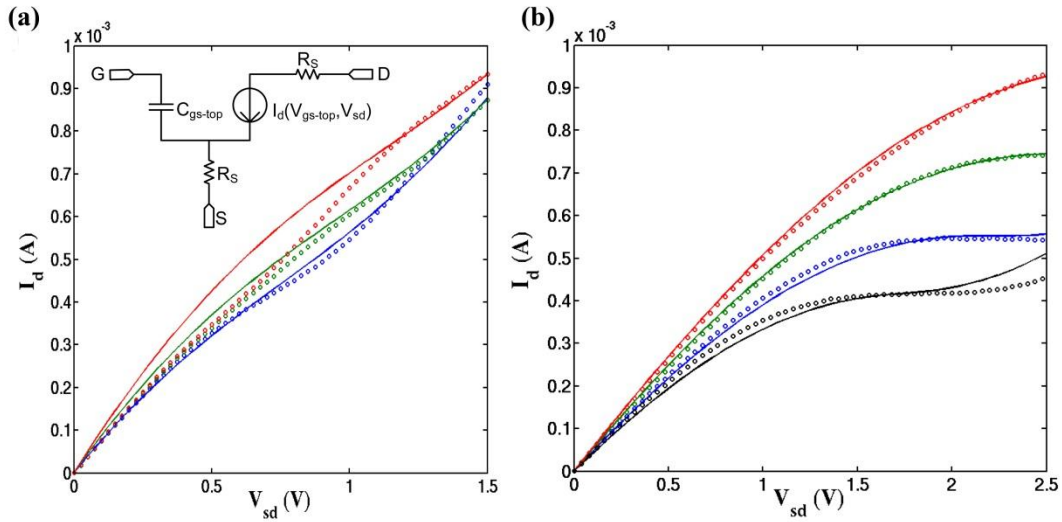 (a)
× 10⁻³
1
0.9
0.8
0.7
0.6
0.5
0.4
0.3
0.2
0.1
0
I_d (A)
G
C_gs-top
R_S
D
I_d(V_gs-top,V_sd)
R_S
S
0
0.5
1
1.5
V_sd (V)
(b)
× 10⁻³
1
0.9
0.8
0.7
0.6
0.5
0.4
0.3
0.2
0.1
0
I_d (A)
0
0.5
1
1.5
2
2.5
V_sd (V)